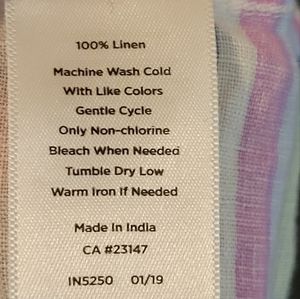 100% Linen
Machine Wash Cold
With Like Colors
Gentle Cycle
Only Non-chlorine
Bleach When Needed
Tumble Dry Low
Warm Iron If Needed
Made In India
CA #23147
IN5250 01/19